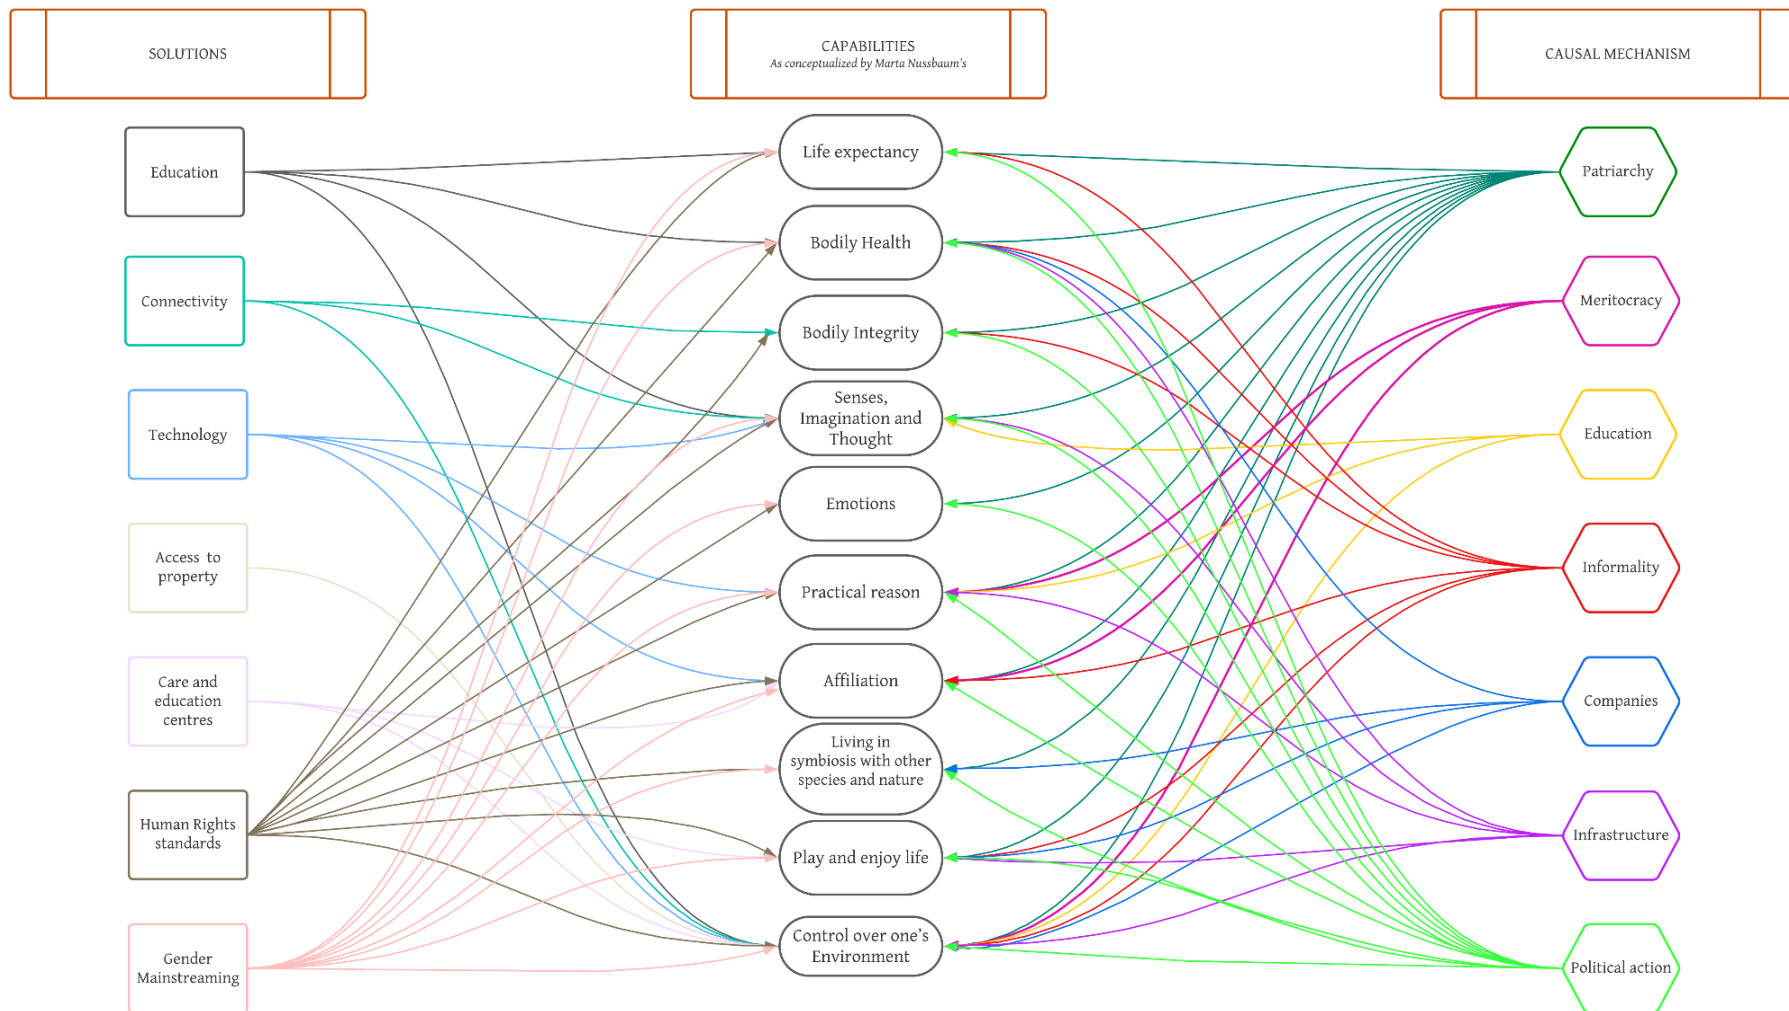 SOLUTIONS
CAPABILITIES
As conceptualized by Marta Nussbaum's
CAUSAL MECHANISM
Education
Connectivity
Technology
Access to
property
Care and
education
centres
Human Rights
standards
Gender
Mainstreaming
Life expectancy
Bodily Health
Bodily Integrity
Senses,
Imagination and
Thought
Emotions
Practical reason
Affiliation
Living in
symbiosis with other
species and nature
Play and enjoy life
Control over one’s
Environment
Patriarchy
Meritocracy
Education
Informality
Companies
Infrastructure
Political action